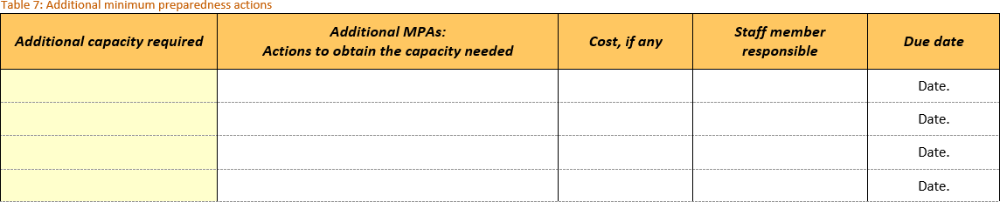 Table 7: Additional minimum preparedness actions
Additional capacity required
Additional MPAs:
Actions to obtain the capacity needed
Cost, if any
Staff member
responsible
Due date
Date.
Date.
Date.
Date.